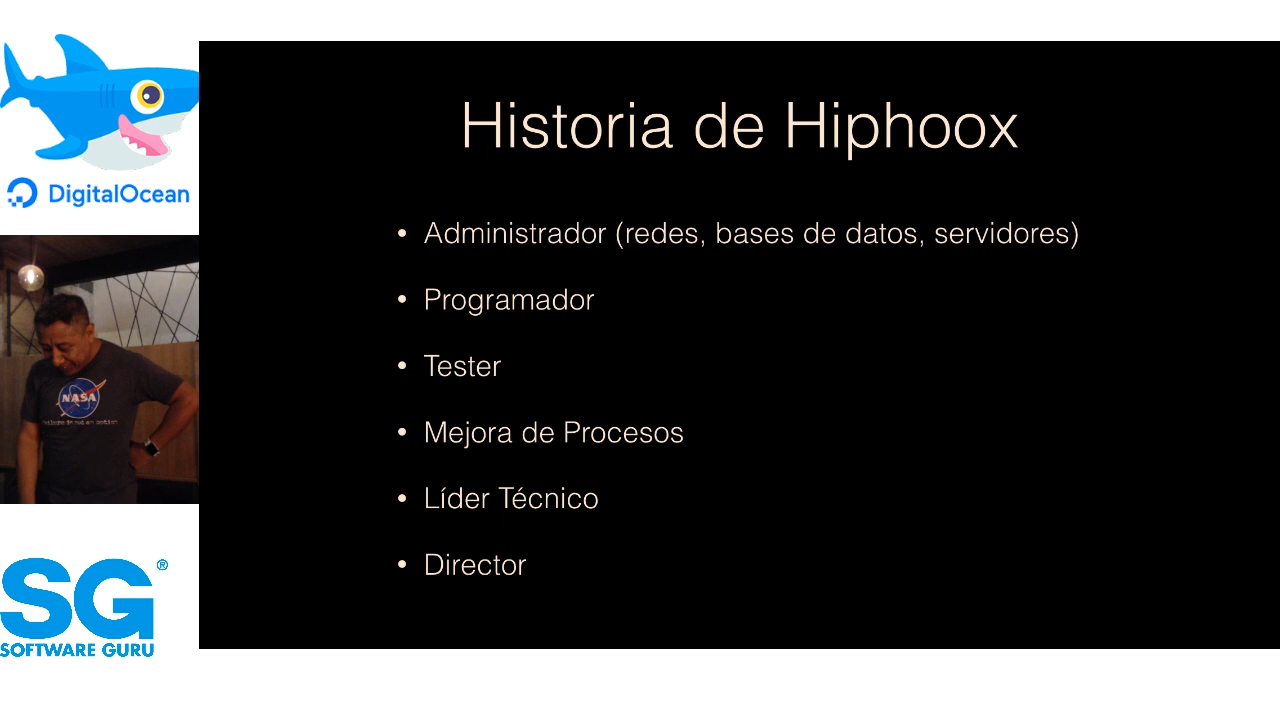 DigitalOcean
NASA
SG®
SOFTWARE GURU
Historia de Hiphoox
• Administrador (redes, bases de datos, servidores)
• Programador
• Tester
• Mejora de Procesos
• Líder Técnico
• Director